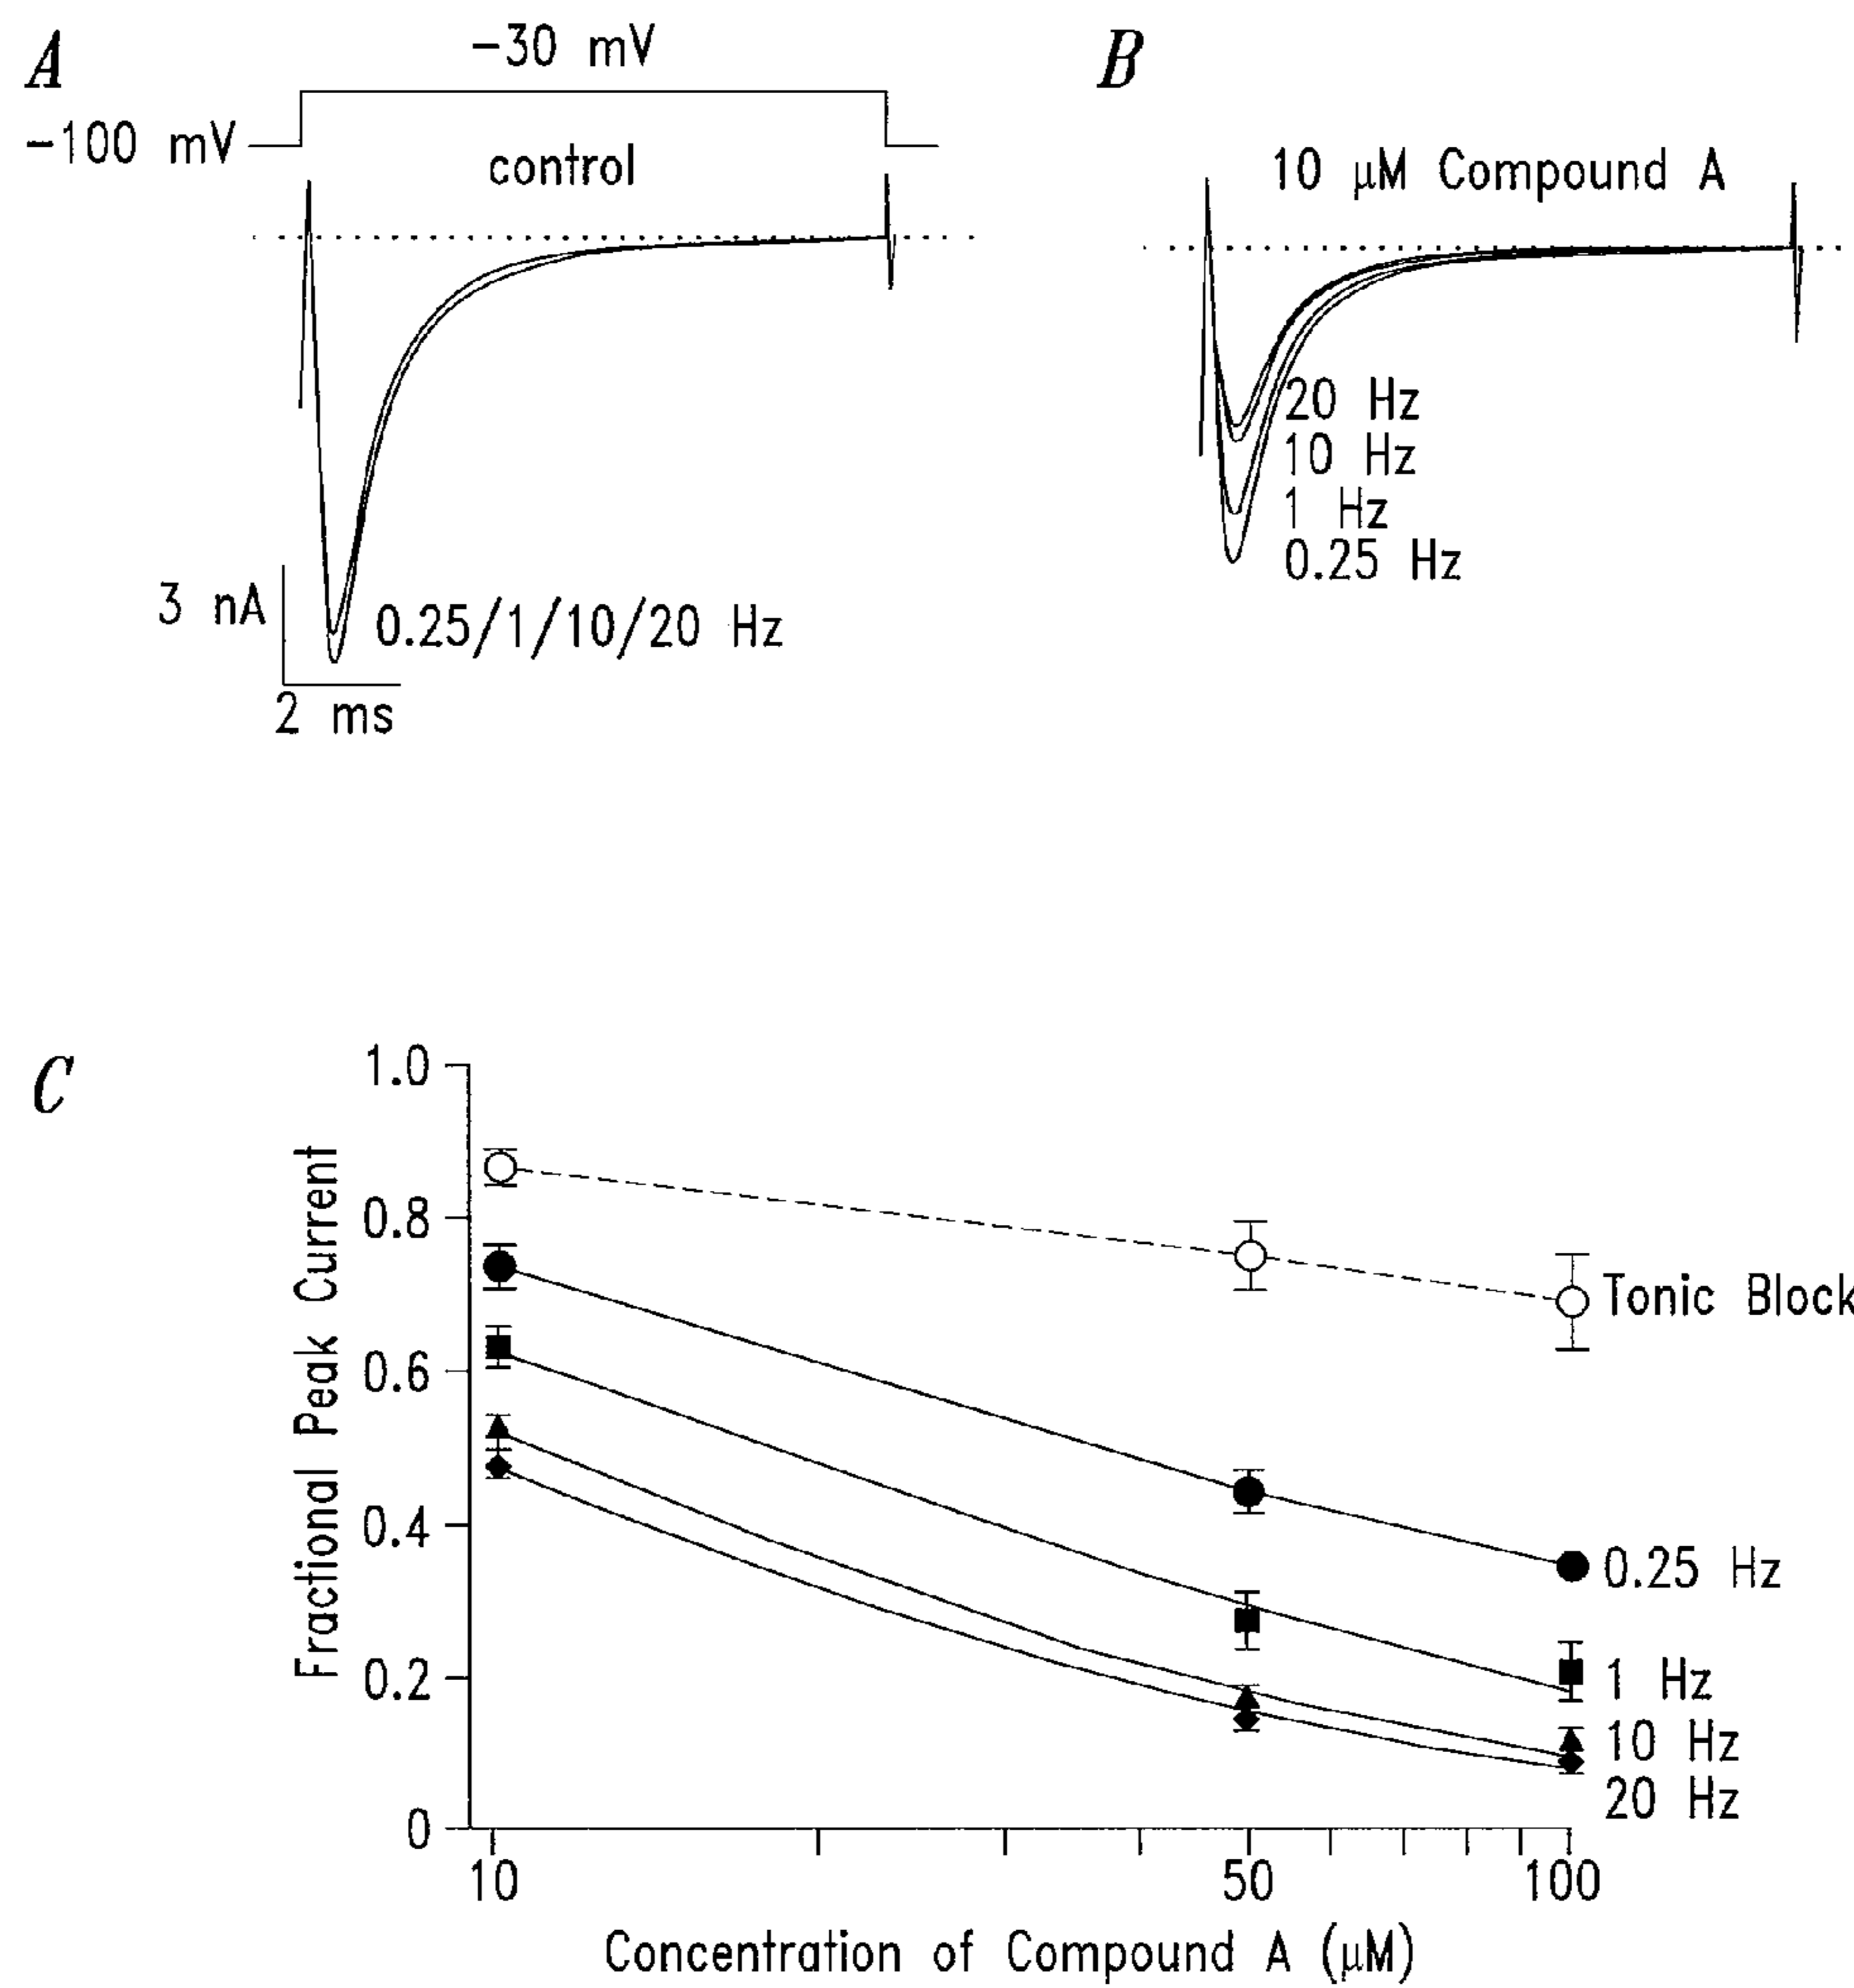 A
-30 mV
-100 mV
control
3 nA
0.25/1/10/20 Hz
2 ms
B
10 μM Compound A
20 Hz
10 Hz
1 Hz
0.25 Hz
C
Fractional Peak Current
1.0
0.8
0.6
0.4
0.2
0
Tonic Block
0.25 Hz
1 Hz
10 Hz
20 Hz
10
50
100
Concentration of Compound A (μM)